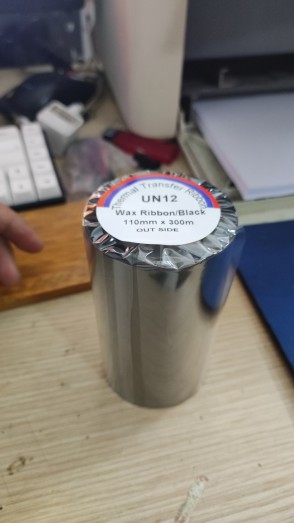 Thermal Transfer Ribbon
UN12
Wax Ribbon/Black
110mm x 300m
OUT SIDE